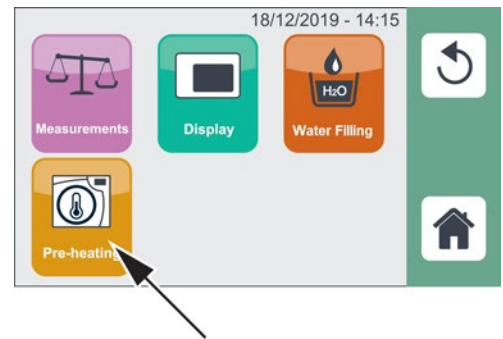 18/12/2019 - 14:15
Measurements
Display
H₂O
Water Filling
Pre-heating